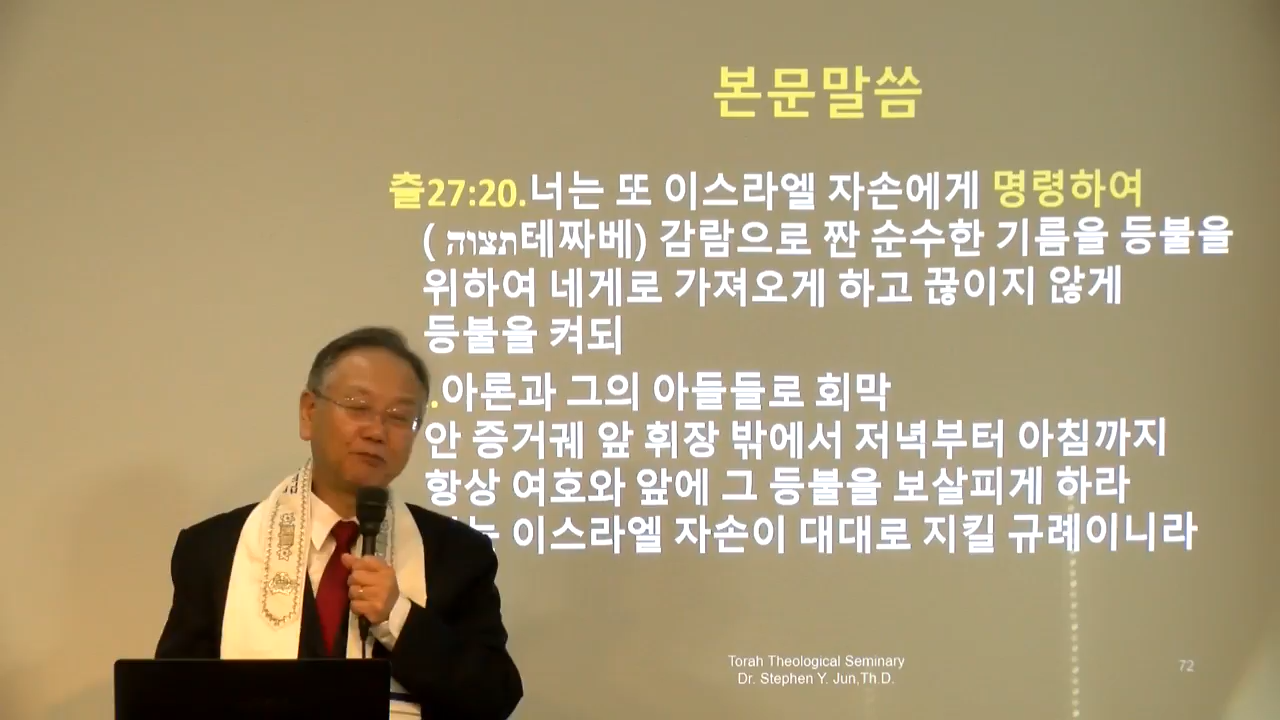 본문말씀
출27:20.너는 또 이스라엘 자손에게 명령하여
( תצוה테짜베) 감람으로 짠 순수한 기름을 등불을
위하여 네게로 가져오게 하고 끊이지 않게
등불을 켜되
.아론과 그의 아들들로 회막
안 증거궤 앞 휘장 밖에서 저녁부터 아침까지
항상 여호와 앞에 그 등불을 보살피게 하라
는 이스라엘 자손이 대대로 지킬 규례이니라
Torah Theological Seminary
Dr. Stephen Y. Jun,Th.D.
72